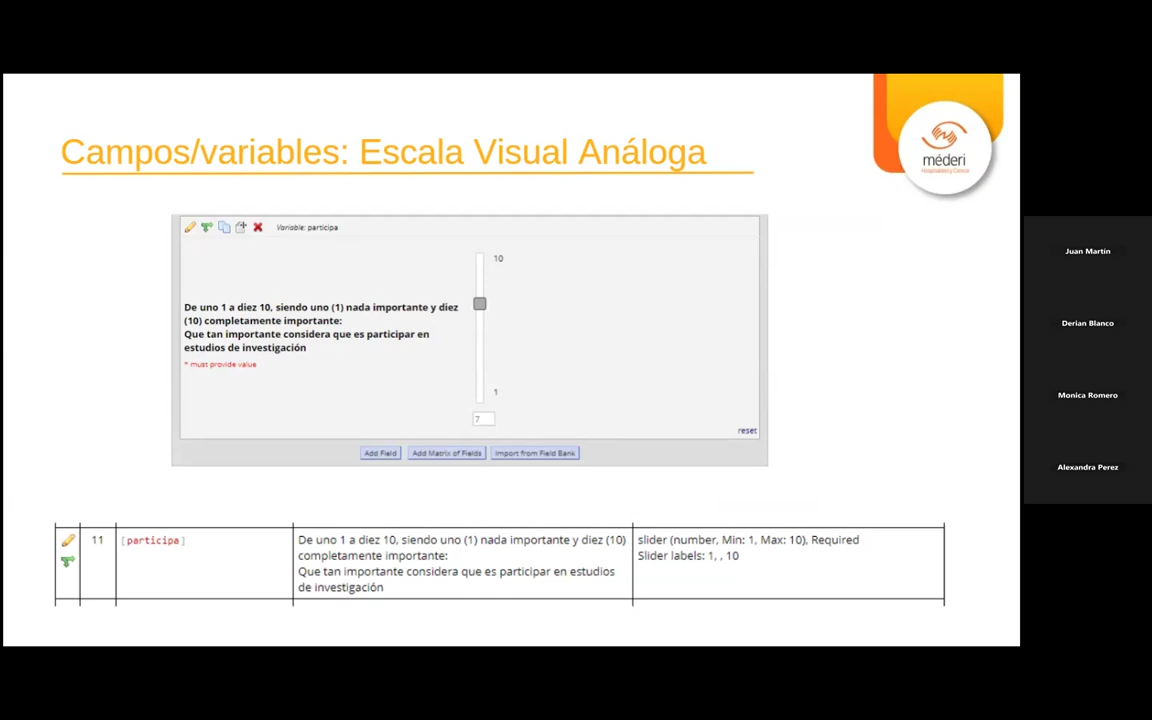 Campos/variables: Escala Visual Análoga
méderi
Variable: participa
10
De uno 1 a diez 10, siendo uno (1) nada importante y diez
(10) completamente importante:
Que tan importante considera que es participar en
estudios de investigación
* must provide value
1
7
reset
Add Field
Add Matrix of Fields
Import from Field Bank
11
[participa]
De uno 1 a diez 10, siendo uno (1) nada importante y diez (10)
completamente importante:
Que tan importante considera que es participar en estudios
de investigación
slider (number, Min: 1, Max: 10), Required
Slider labels: 1, , 10
Juan Martín
Derian Blanco
Monica Romero
Alexandra Perez